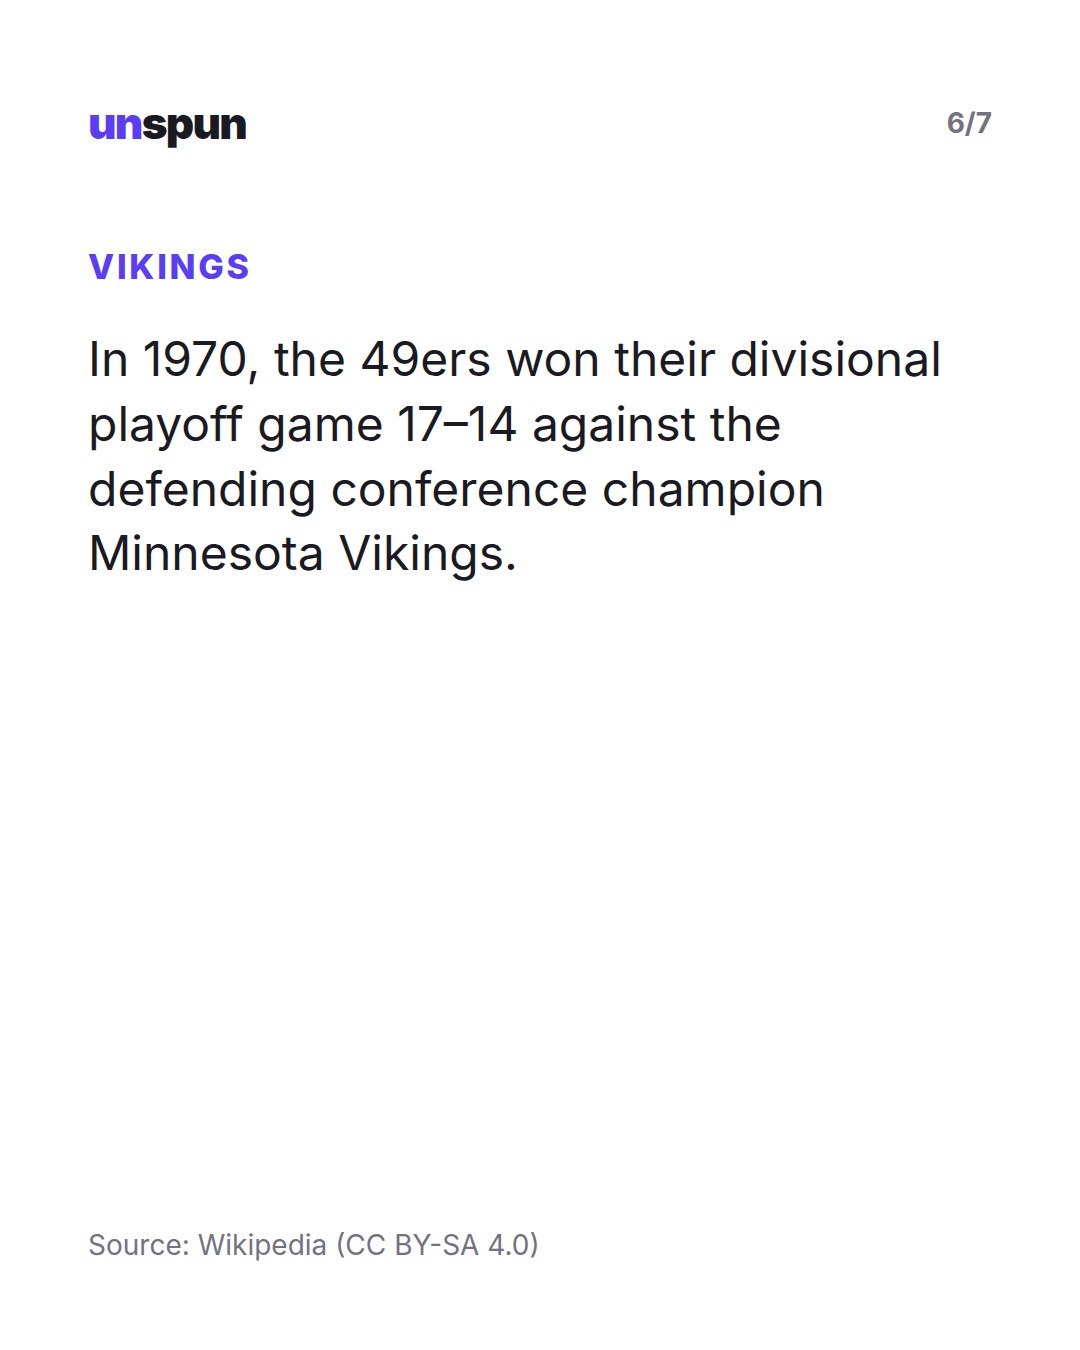 unspun
6/7
VIKINGS
In 1970, the 49ers won their divisional
playoff game 17–14 against the
defending conference champion
Minnesota Vikings.
Source: Wikipedia (CC BY-SA 4.0)